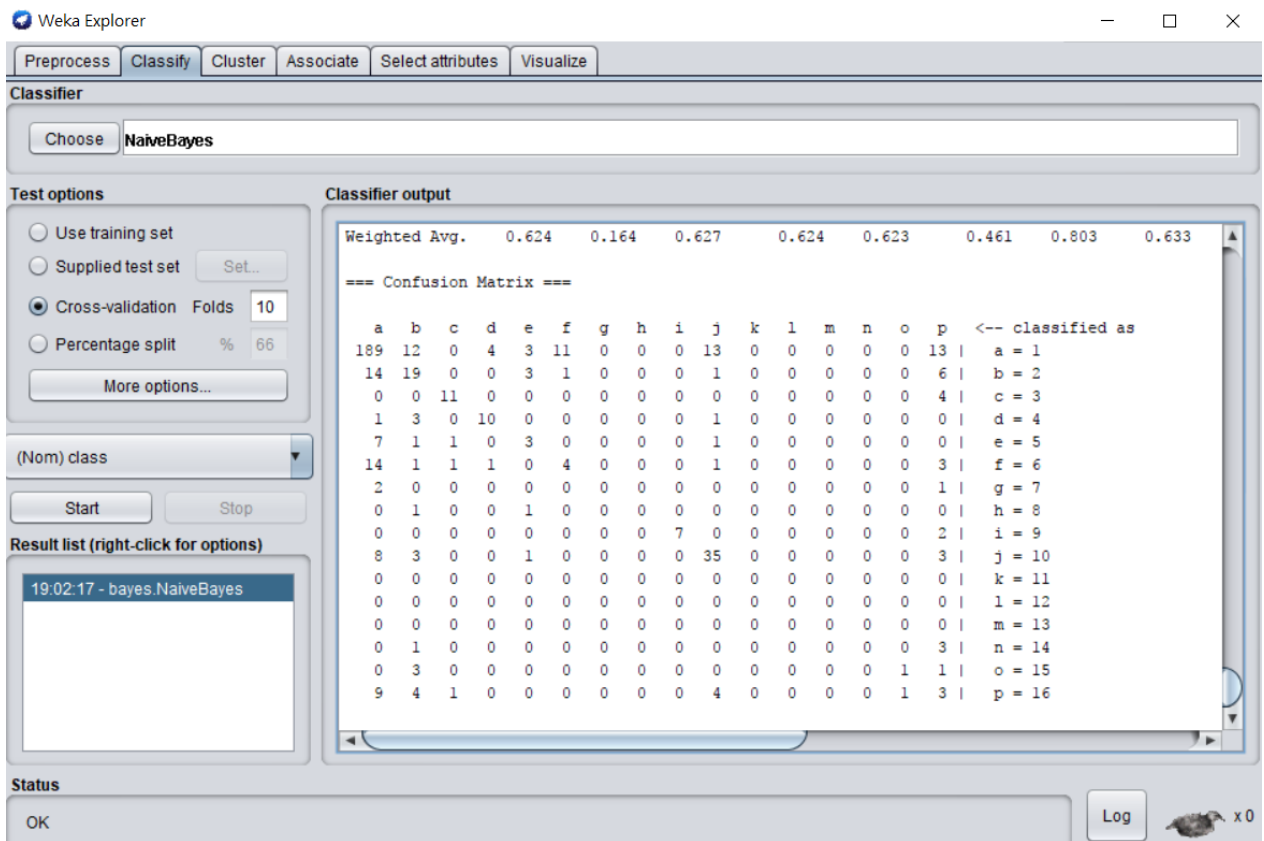 Weka Explorer
Preprocess Classify Cluster Associate Select attributes Visualize
Classifier
Choose NaiveBayes
Test options
Use training set
Supplied test set Set...
Cross-validation Folds 10
Percentage split % 66
More options...
(Nom) class
Start Stop
Result list (right-click for options)
19:02:17 - bayes.NaiveBayes
Classifier output
Weighted Avg. 0.624 0.164 0.627 0.624 0.623 0.461 0.803 0.633
=== Confusion Matrix ===
a b c d e f g h i j k l m n o p <-- classified as
189 12 0 4 3 11 0 0 0 13 0 0 0 0 0 13 | a = 1
14 19 0 0 3 1 0 0 0 1 0 0 0 0 0 6 | b = 2
0 0 11 0 0 0 0 0 0 0 0 0 0 0 0 4 | c = 3
1 3 0 10 0 0 0 0 0 1 0 0 0 0 0 0 | d = 4
7 1 1 0 3 0 0 0 0 1 0 0 0 0 0 0 | e = 5
14 1 1 1 0 4 0 0 0 1 0 0 0 0 0 3 | f = 6
2 0 0 0 0 0 0 0 0 0 0 0 0 0 0 1 | g = 7
0 1 0 0 1 0 0 0 0 0 0 0 0 0 0 0 | h = 8
0 0 0 0 0 0 0 0 7 0 0 0 0 0 0 2 | i = 9
8 3 0 0 1 0 0 0 0 35 0 0 0 0 0 3 | j = 10
0 0 0 0 0 0 0 0 0 0 0 0 0 0 0 0 | k = 11
0 0 0 0 0 0 0 0 0 0 0 0 0 0 0 0 | l = 12
0 0 0 0 0 0 0 0 0 0 0 0 0 0 0 0 | m = 13
0 1 0 0 0 0 0 0 0 0 0 0 0 0 0 3 | n = 14
0 3 0 0 0 0 0 0 0 0 0 0 0 0 1 1 | o = 15
9 4 1 0 0 0 0 0 0 4 0 0 0 0 1 3 | p = 16
Status
OK
Log
x 0